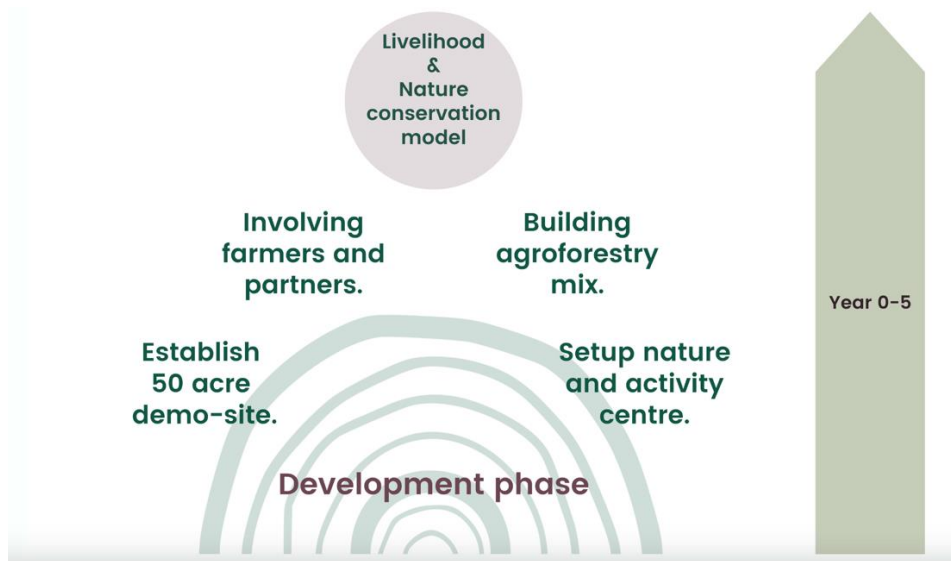 Livelihood
&
Nature
conservation
model
Involving
farmers and
partners.
Building
agroforestry
mix.
Year 0-5
Establish
50 acre
demo-site.
Setup nature
and activity
centre.
Development phase